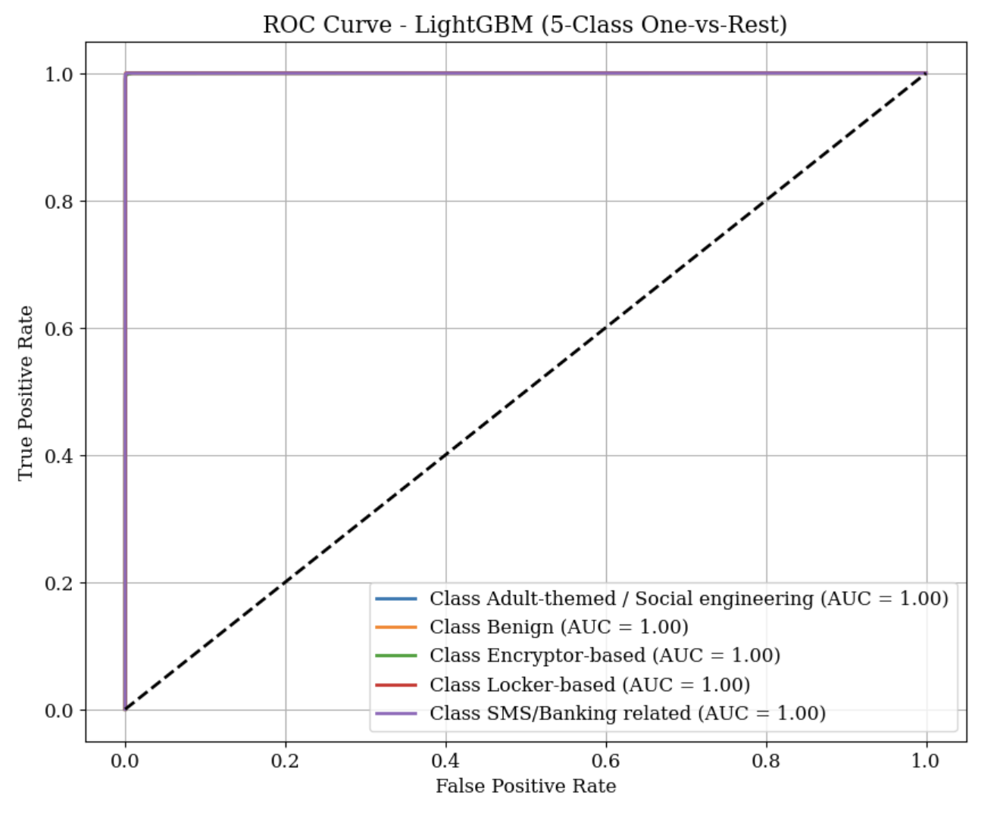 ROC Curve - LightGBM (5-Class One-vs-Rest)
1.0
0.8
0.6
0.4
0.2
0.0
True Positive Rate
Class Adult-themed / Social engineering (AUC = 1.00)
Class Benign (AUC = 1.00)
Class Encryptor-based (AUC = 1.00)
Class Locker-based (AUC = 1.00)
Class SMS/Banking related (AUC = 1.00)
0.0 0.2 0.4 0.6 0.8 1.0
False Positive Rate